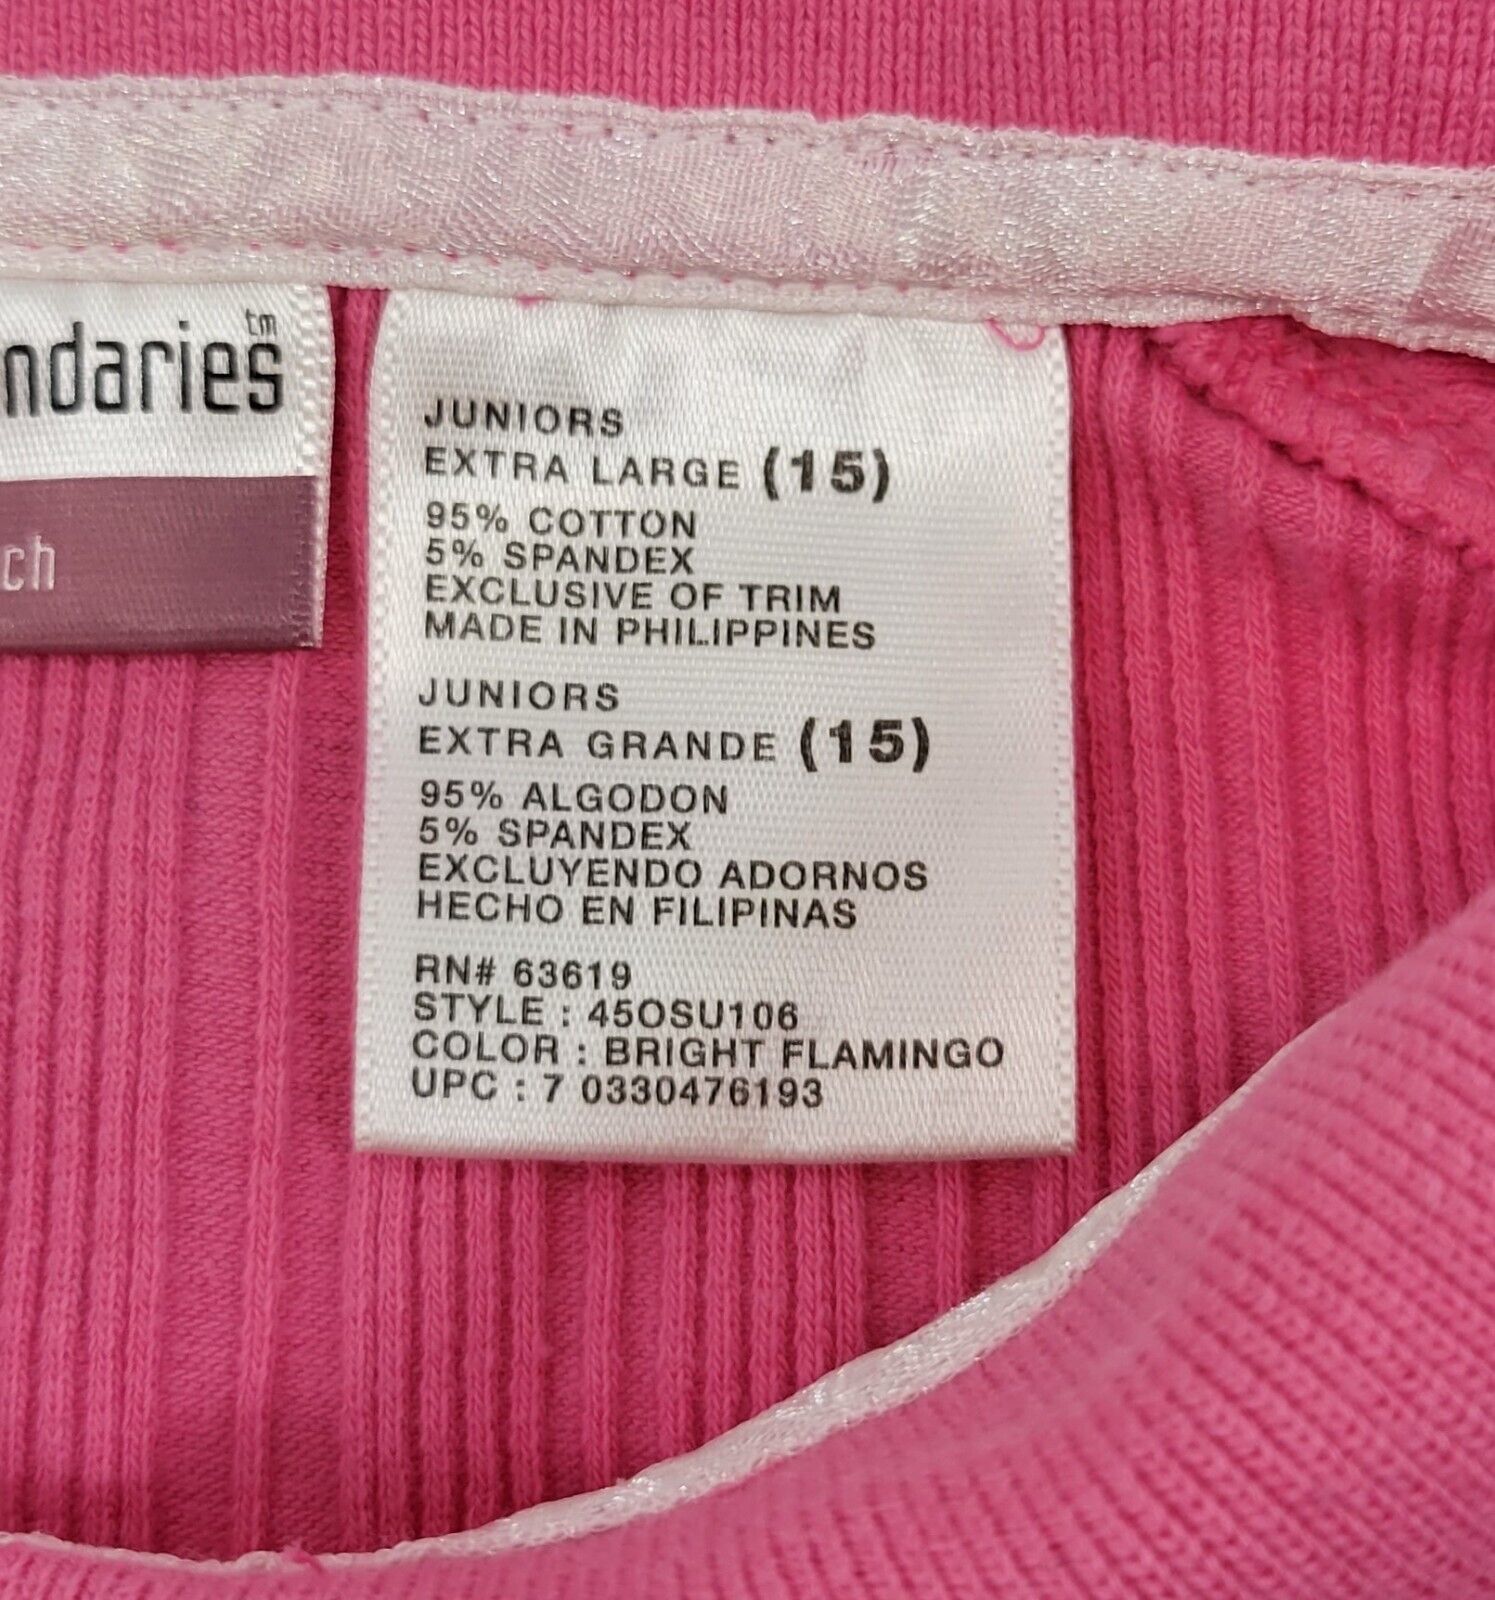 ndaries tm
ch
JUNIORS
EXTRA LARGE (15)
95% COTTON
5% SPANDEX
EXCLUSIVE OF TRIM
MADE IN PHILIPPINES
JUNIORS
EXTRA GRANDE (15)
95% ALGODON
5% SPANDEX
EXCLUYENDO ADORNOS
HECHO EN FILIPINAS
RN# 63619
STYLE : 45OSU106
COLOR : BRIGHT FLAMINGO
UPC : 7 0330476193